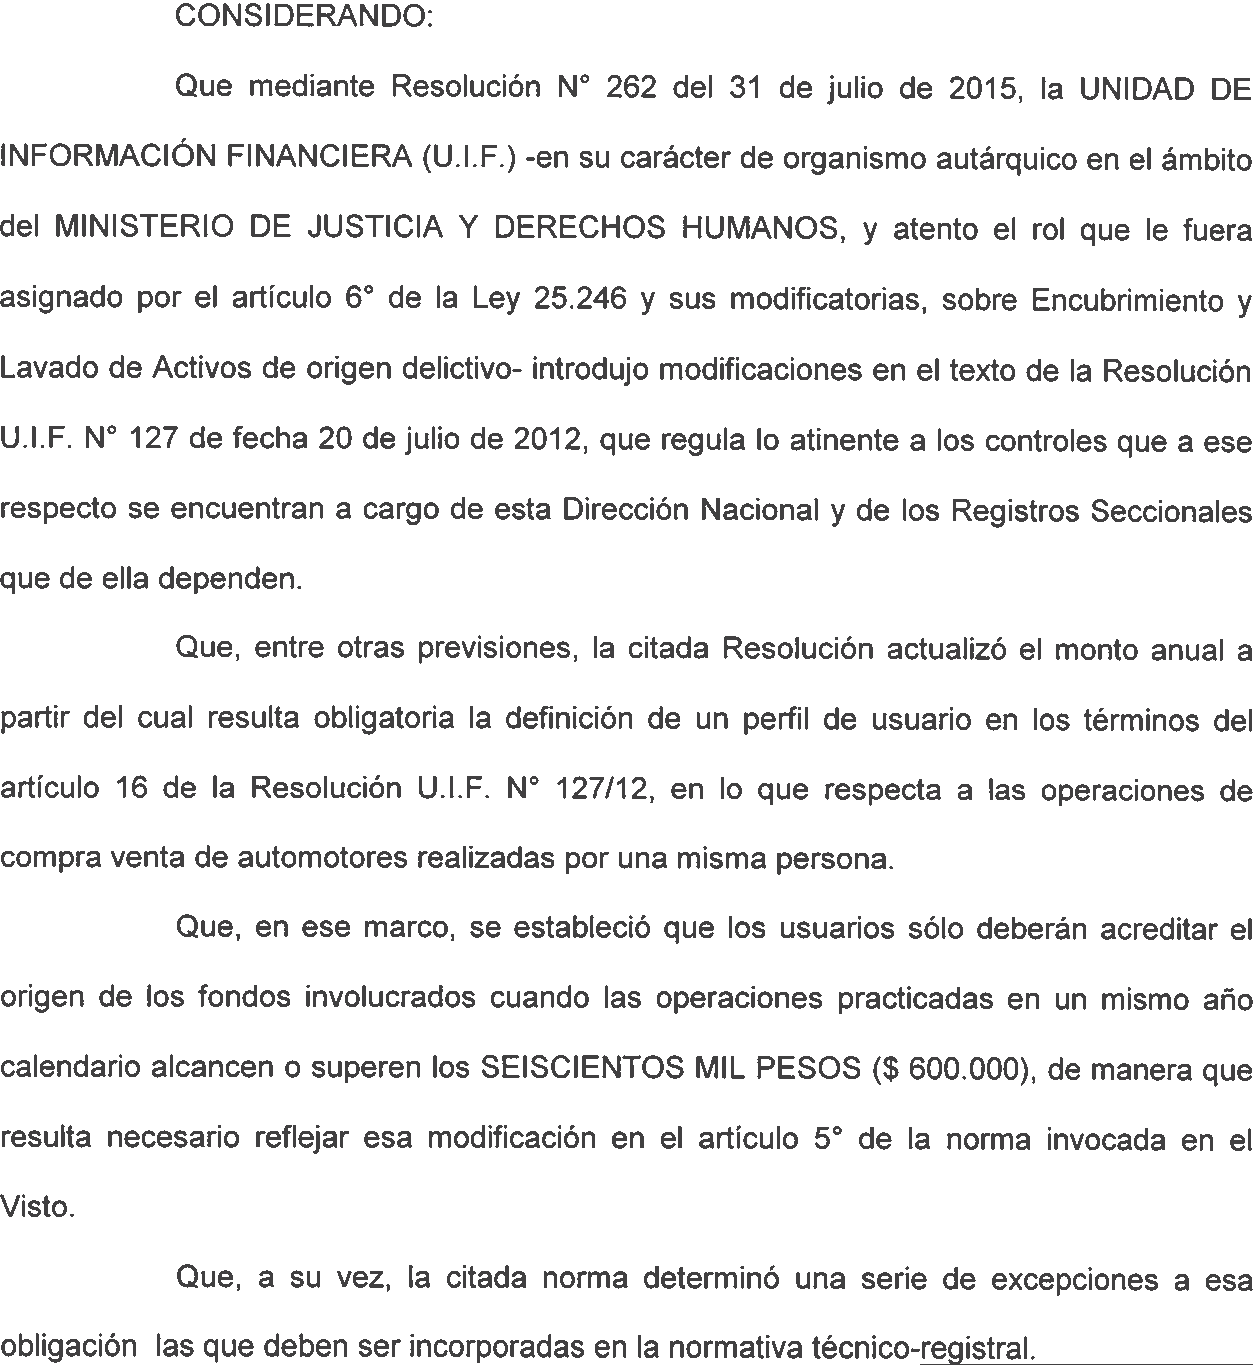 CONSIDERANDO:
Que mediante Resolución N° 262 del 31 de julio de 2015, la UNIDAD DE
INFORMACIÓN FINANCIERA (U.I.F.) -en su carácter de organismo autárquico en el ámbito
del MINISTERIO DE JUSTICIA Y DERECHOS HUMANOS, y atento el rol que le fuera
asignado por el artículo 6° de la Ley 25.246 y sus modificatorias, sobre Encubrimiento y
Lavado de Activos de origen delictivo- introdujo modificaciones en el texto de la Resolución
U.I.F. N° 127 de fecha 20 de julio de 2012, que regula lo atinente a los controles que a ese
respecto se encuentran a cargo de esta Dirección Nacional y de los Registros Seccionales
que de ella dependen.
Que, entre otras previsiones, la citada Resolución actualizó el monto anual a
partir del cual resulta obligatoria la definición de un perfil de usuario en los términos del
artículo 16 de la Resolución U.I.F. N° 127/12, en lo que respecta a las operaciones de
compra venta de automotores realizadas por una misma persona.
Que, en ese marco, se estableció que los usuarios sólo deberán acreditar el
origen de los fondos involucrados cuando las operaciones practicadas en un mismo año
calendario alcancen o superen los SEISCIENTOS MIL PESOS ($ 600.000), de manera que
resulta necesario reflejar esa modificación en el artículo 5° de la norma invocada en el
Visto.
Que, a su vez, la citada norma determinó una serie de excepciones a esa
obligación las que deben ser incorporadas en la normativa técnico-registral.